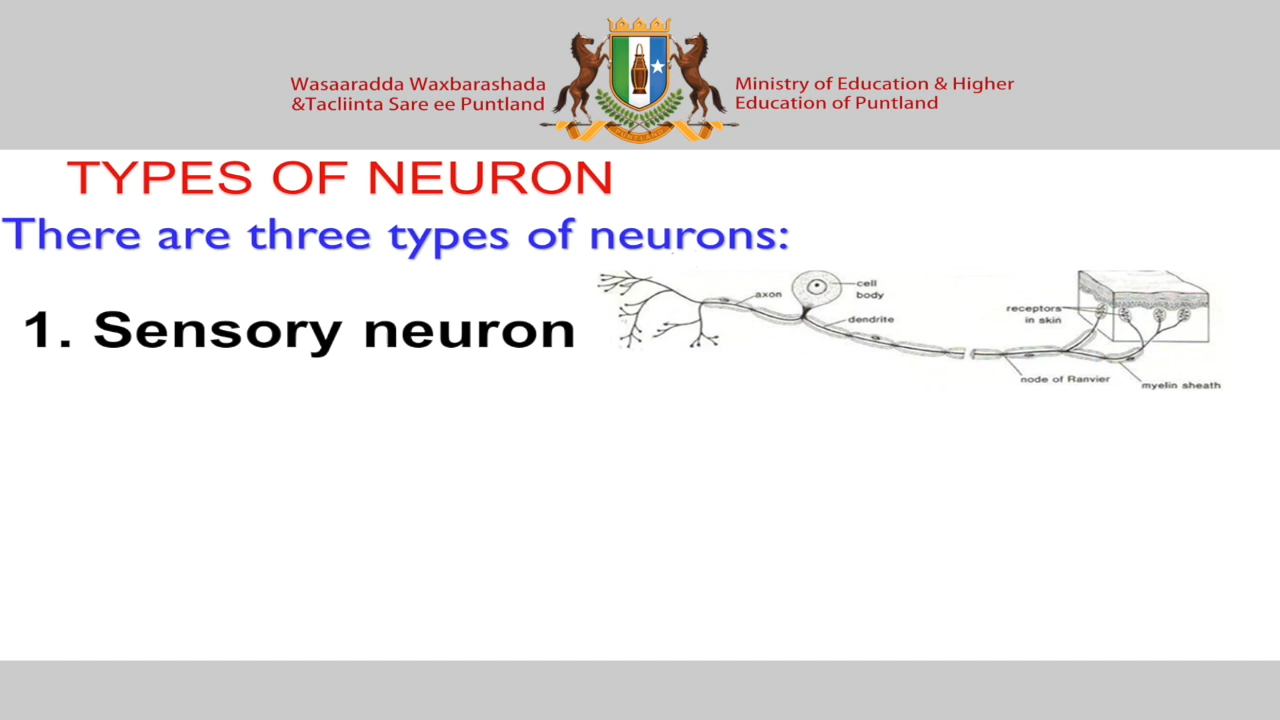 Wasaaradda Waxbarashada
&Tacliinta Sare ee Puntland
Ministry of Education & Higher
Education of Puntland
TYPES OF NEURON
There are three types of neurons:
1. Sensory neuron
axon
cell
body
dendrite
receptors
in skin
node of Ranvier
myelin sheath